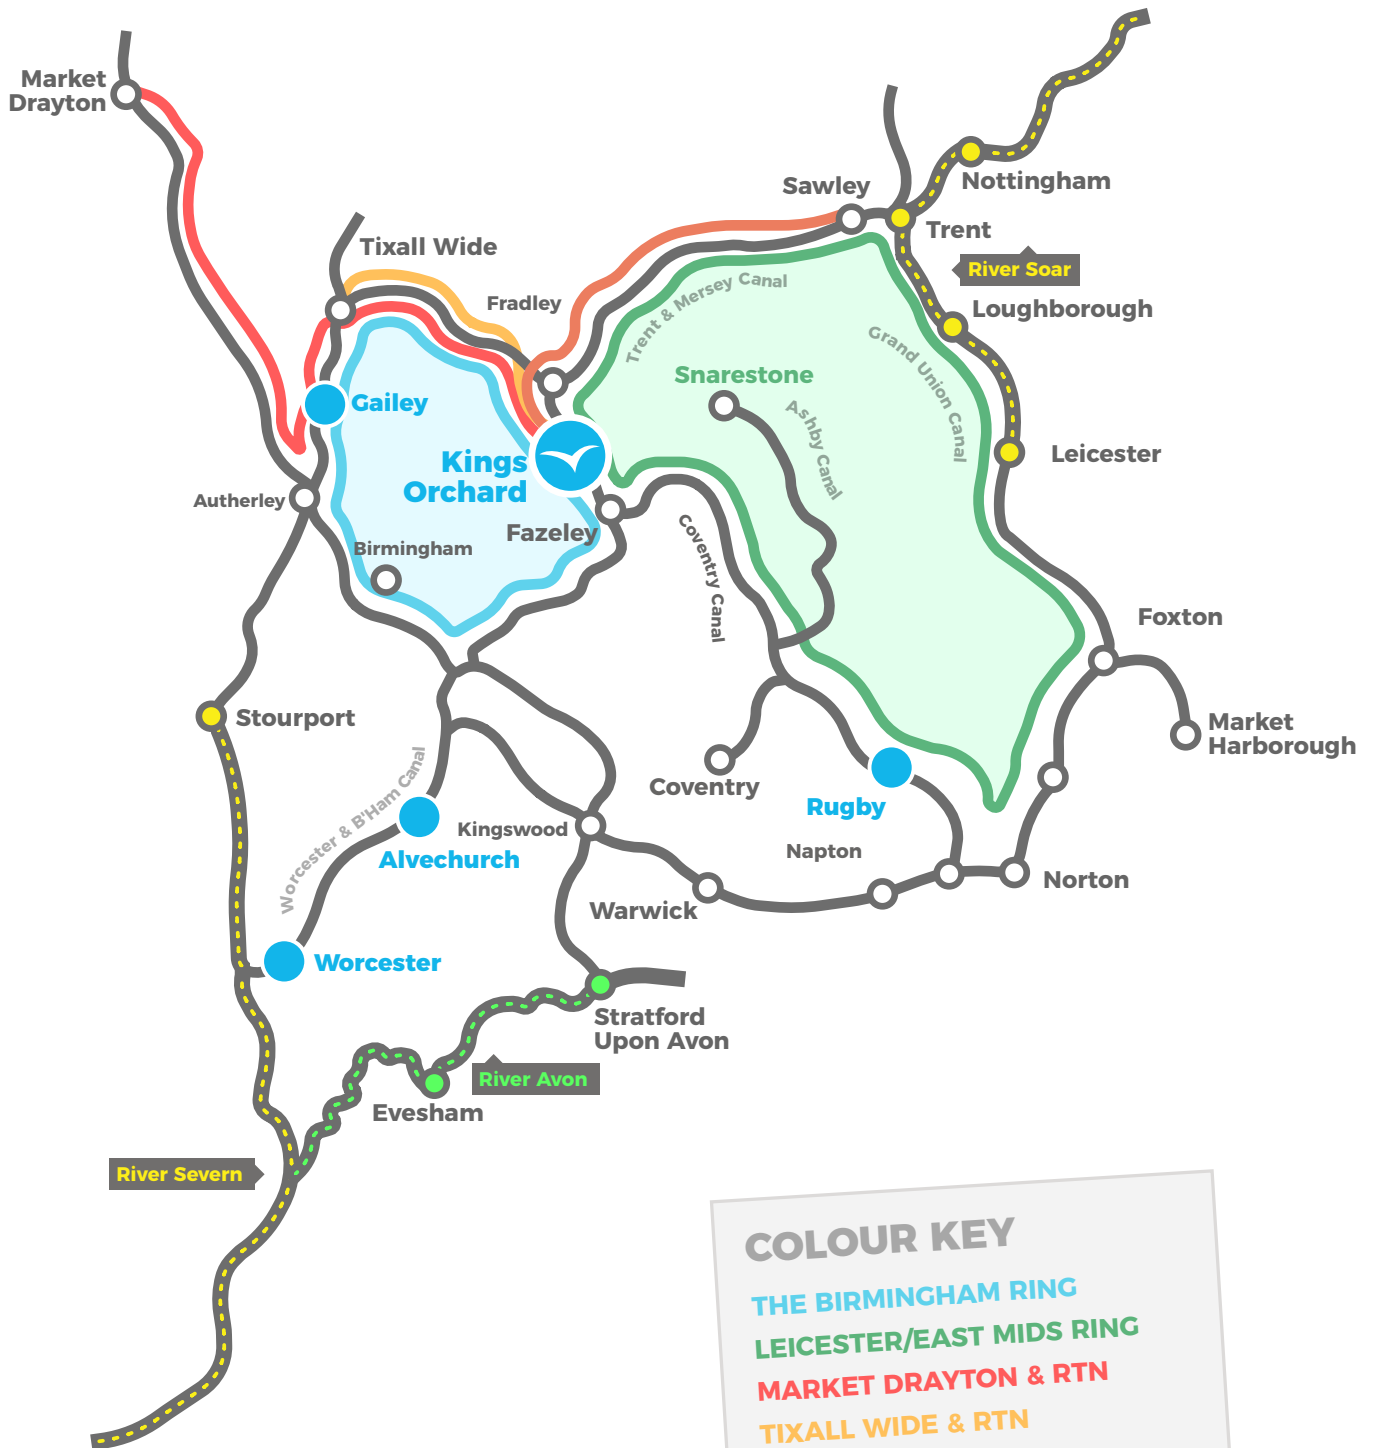 Market
Drayton
Tixall Wide
Fradley
Sawley
Nottingham
Trent
River Soar
Loughborough
Trent & Mersey Canal
Grand Union Canal
Snarestone
Ashby Canal
Gailey
Kings
Orchard
Leicester
Autherley
Fazeley
Birmingham
Coventry Canal
Foxton
Stourport
Market
Harborough
Worcester & B'Ham Canal
Coventry
Rugby
Alvechurch
Kingswood
Napton
Norton
Warwick
Worcester
Stratford
Upon Avon
River Avon
Evesham
River Severn
COLOUR KEY
THE BIRMINGHAM RING
LEICESTER/EAST MIDS RING
MARKET DRAYTON & RTN
TIXALL WIDE & RTN